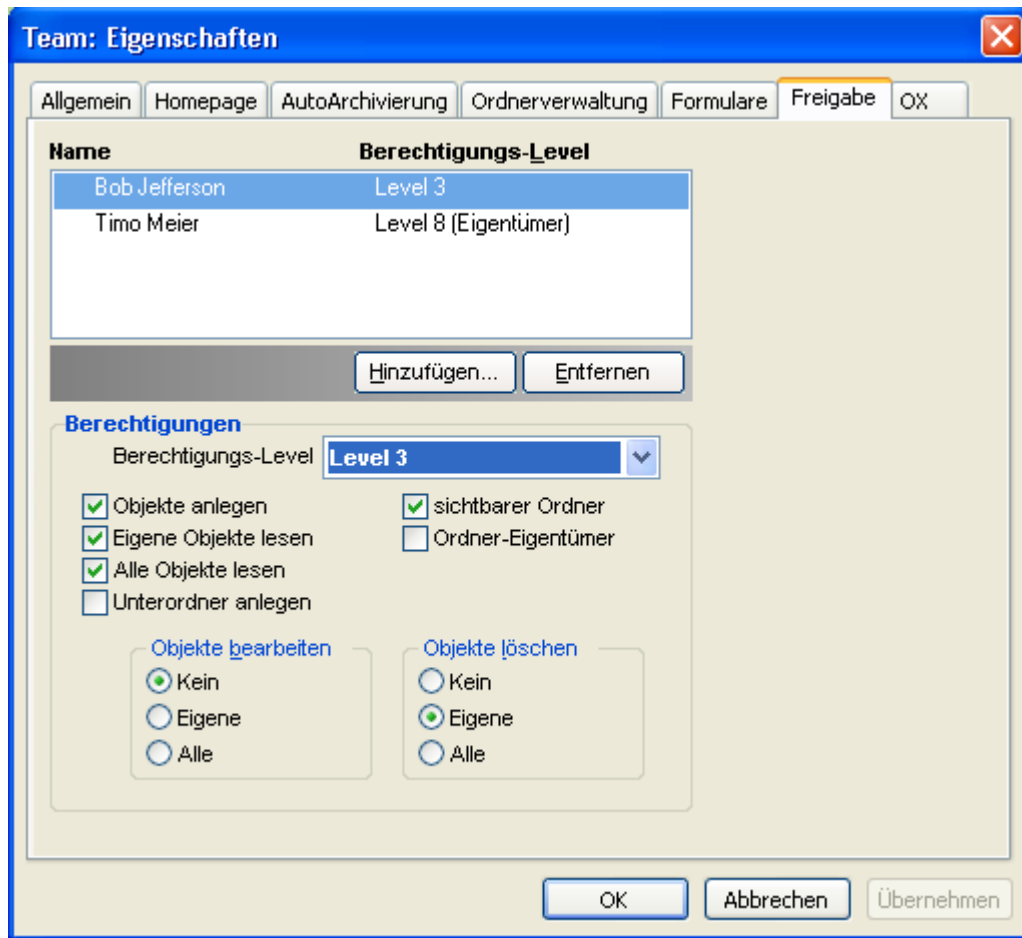 Team: Eigenschaften
Allgemein Homepage AutoArchivierung Ordnerverwaltung Formulare Freigabe OX
Name Berechtigungs-Level
Bob Jefferson Level 3
Timo Meier Level 8 (Eigentümer)
Hinzufügen... Entfernen
Berechtigungen
Berechtigungs-Level Level 3
Objekte anlegen sichtbarer Ordner
Eigene Objekte lesen Ordner-Eigentümer
Alle Objekte lesen
Unterordner anlegen
Objekte bearbeiten Objekte löschen
Kein Kein
Eigene Eigene
Alle Alle
OK Abbrechen Übernehmen